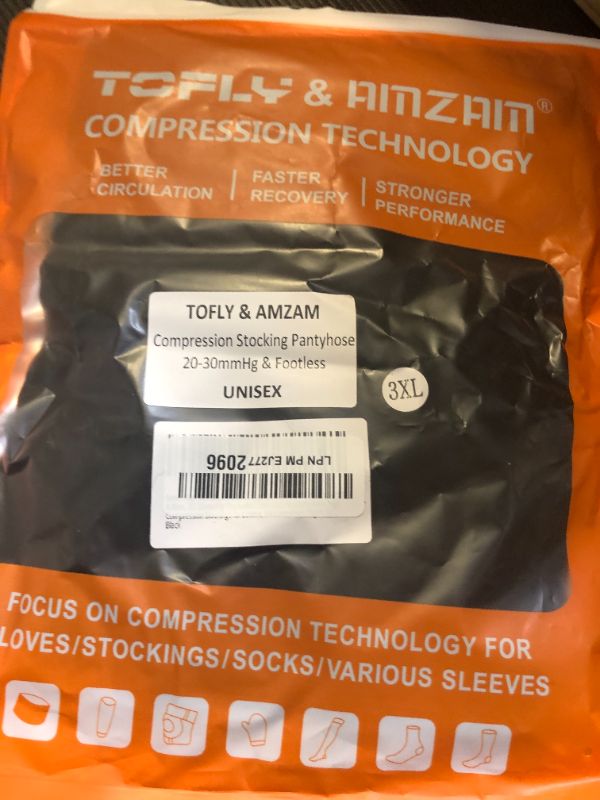 TOFLY & AMZAM®
COMPRESSION TECHNOLOGY
BETTER CIRCULATION
FASTER RECOVERY
STRONGER PERFORMANCE
TOFLY & AMZAM
Compression Stocking Pantyhose
20-30mmHg & Footless
UNISEX
3XL
LPN PM EJ277 2096
FOCUS ON COMPRESSION TECHNOLOGY FOR
LOVES/STOCKINGS/SOCKS/VARIOUS SLEEVES